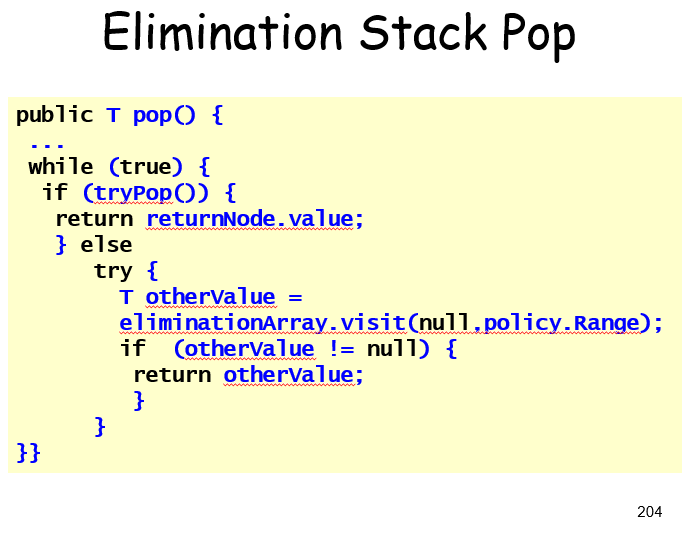 Elimination Stack Pop
public T pop() {
...
while (true) {
if (tryPop()) {
return returnNode.value;
} else
try {
T otherValue =
eliminationArray.visit(null,policy.Range);
if (otherValue != null) {
return otherValue;
}
}
}}
204